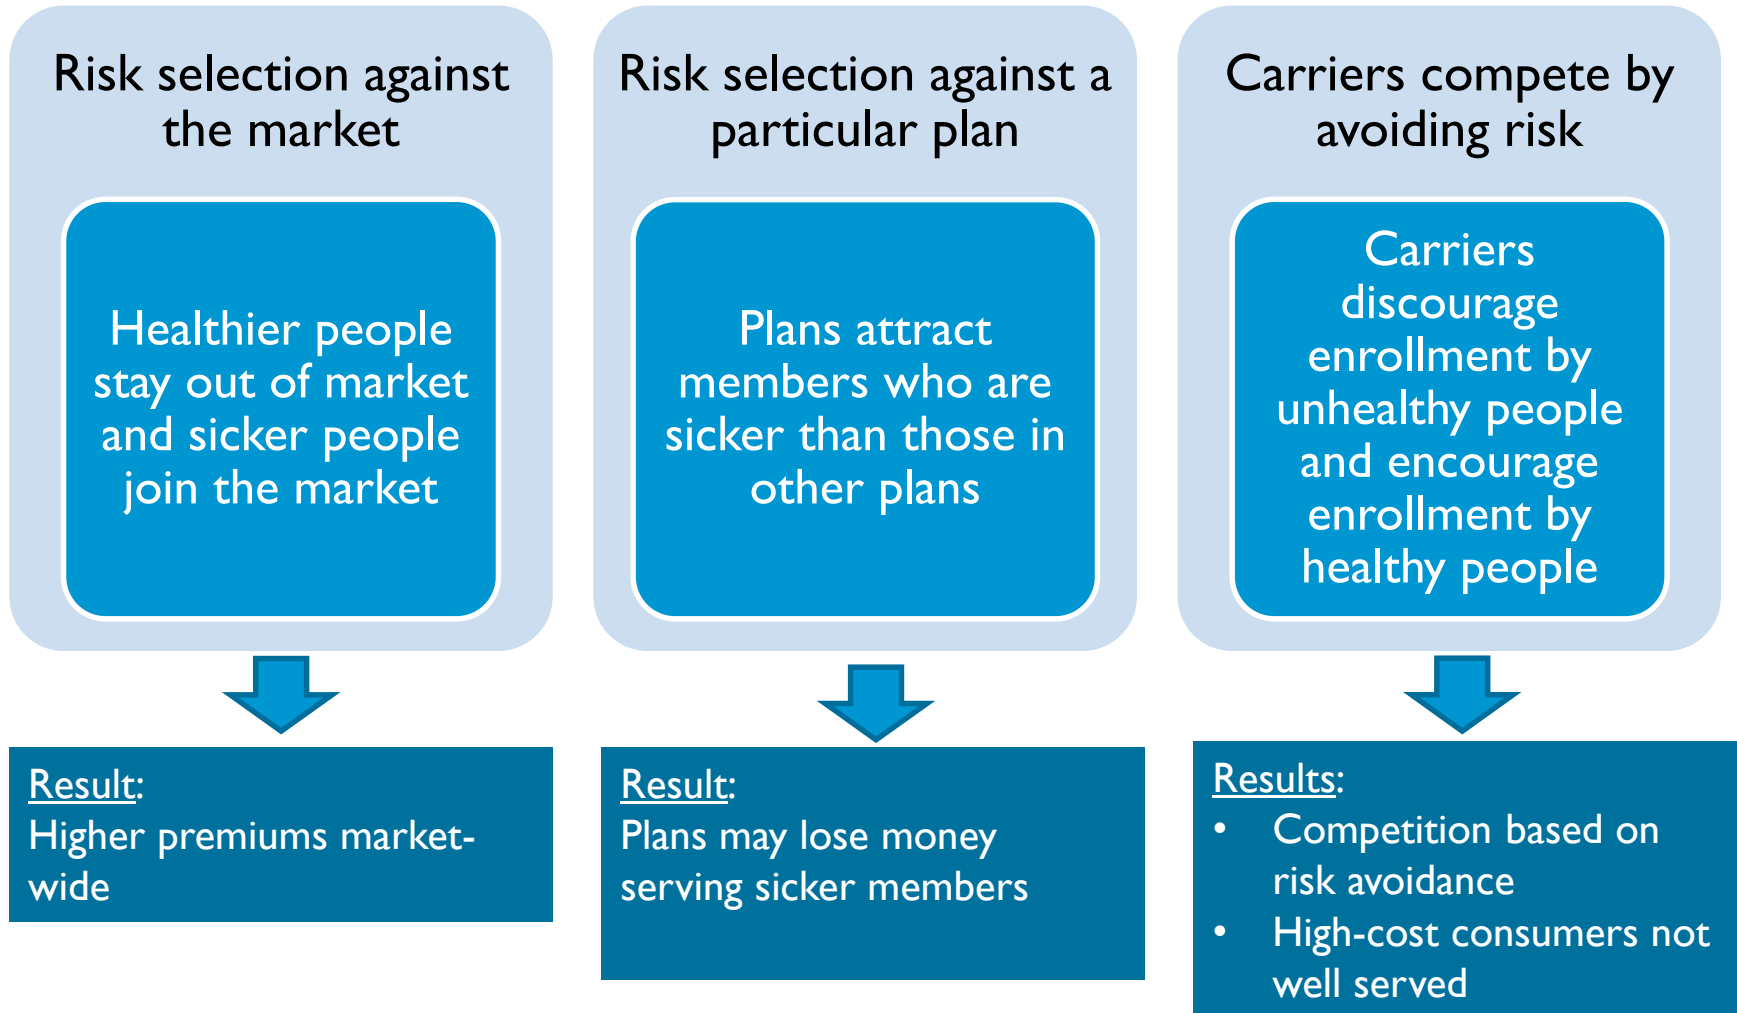 Risk selection against
the market
Healthier people
stay out of market
and sicker people
join the market
Result:
Higher premiums market-
wide
Risk selection against a
particular plan
Plans attract
members who are
sicker than those in
other plans
Result:
Plans may lose money
serving sicker members
Carriers compete by
avoiding risk
Carriers
discourage
enrollment by
unhealthy people
and encourage
enrollment by
healthy people
Results:
• Competition based on
risk avoidance
• High-cost consumers not
well served